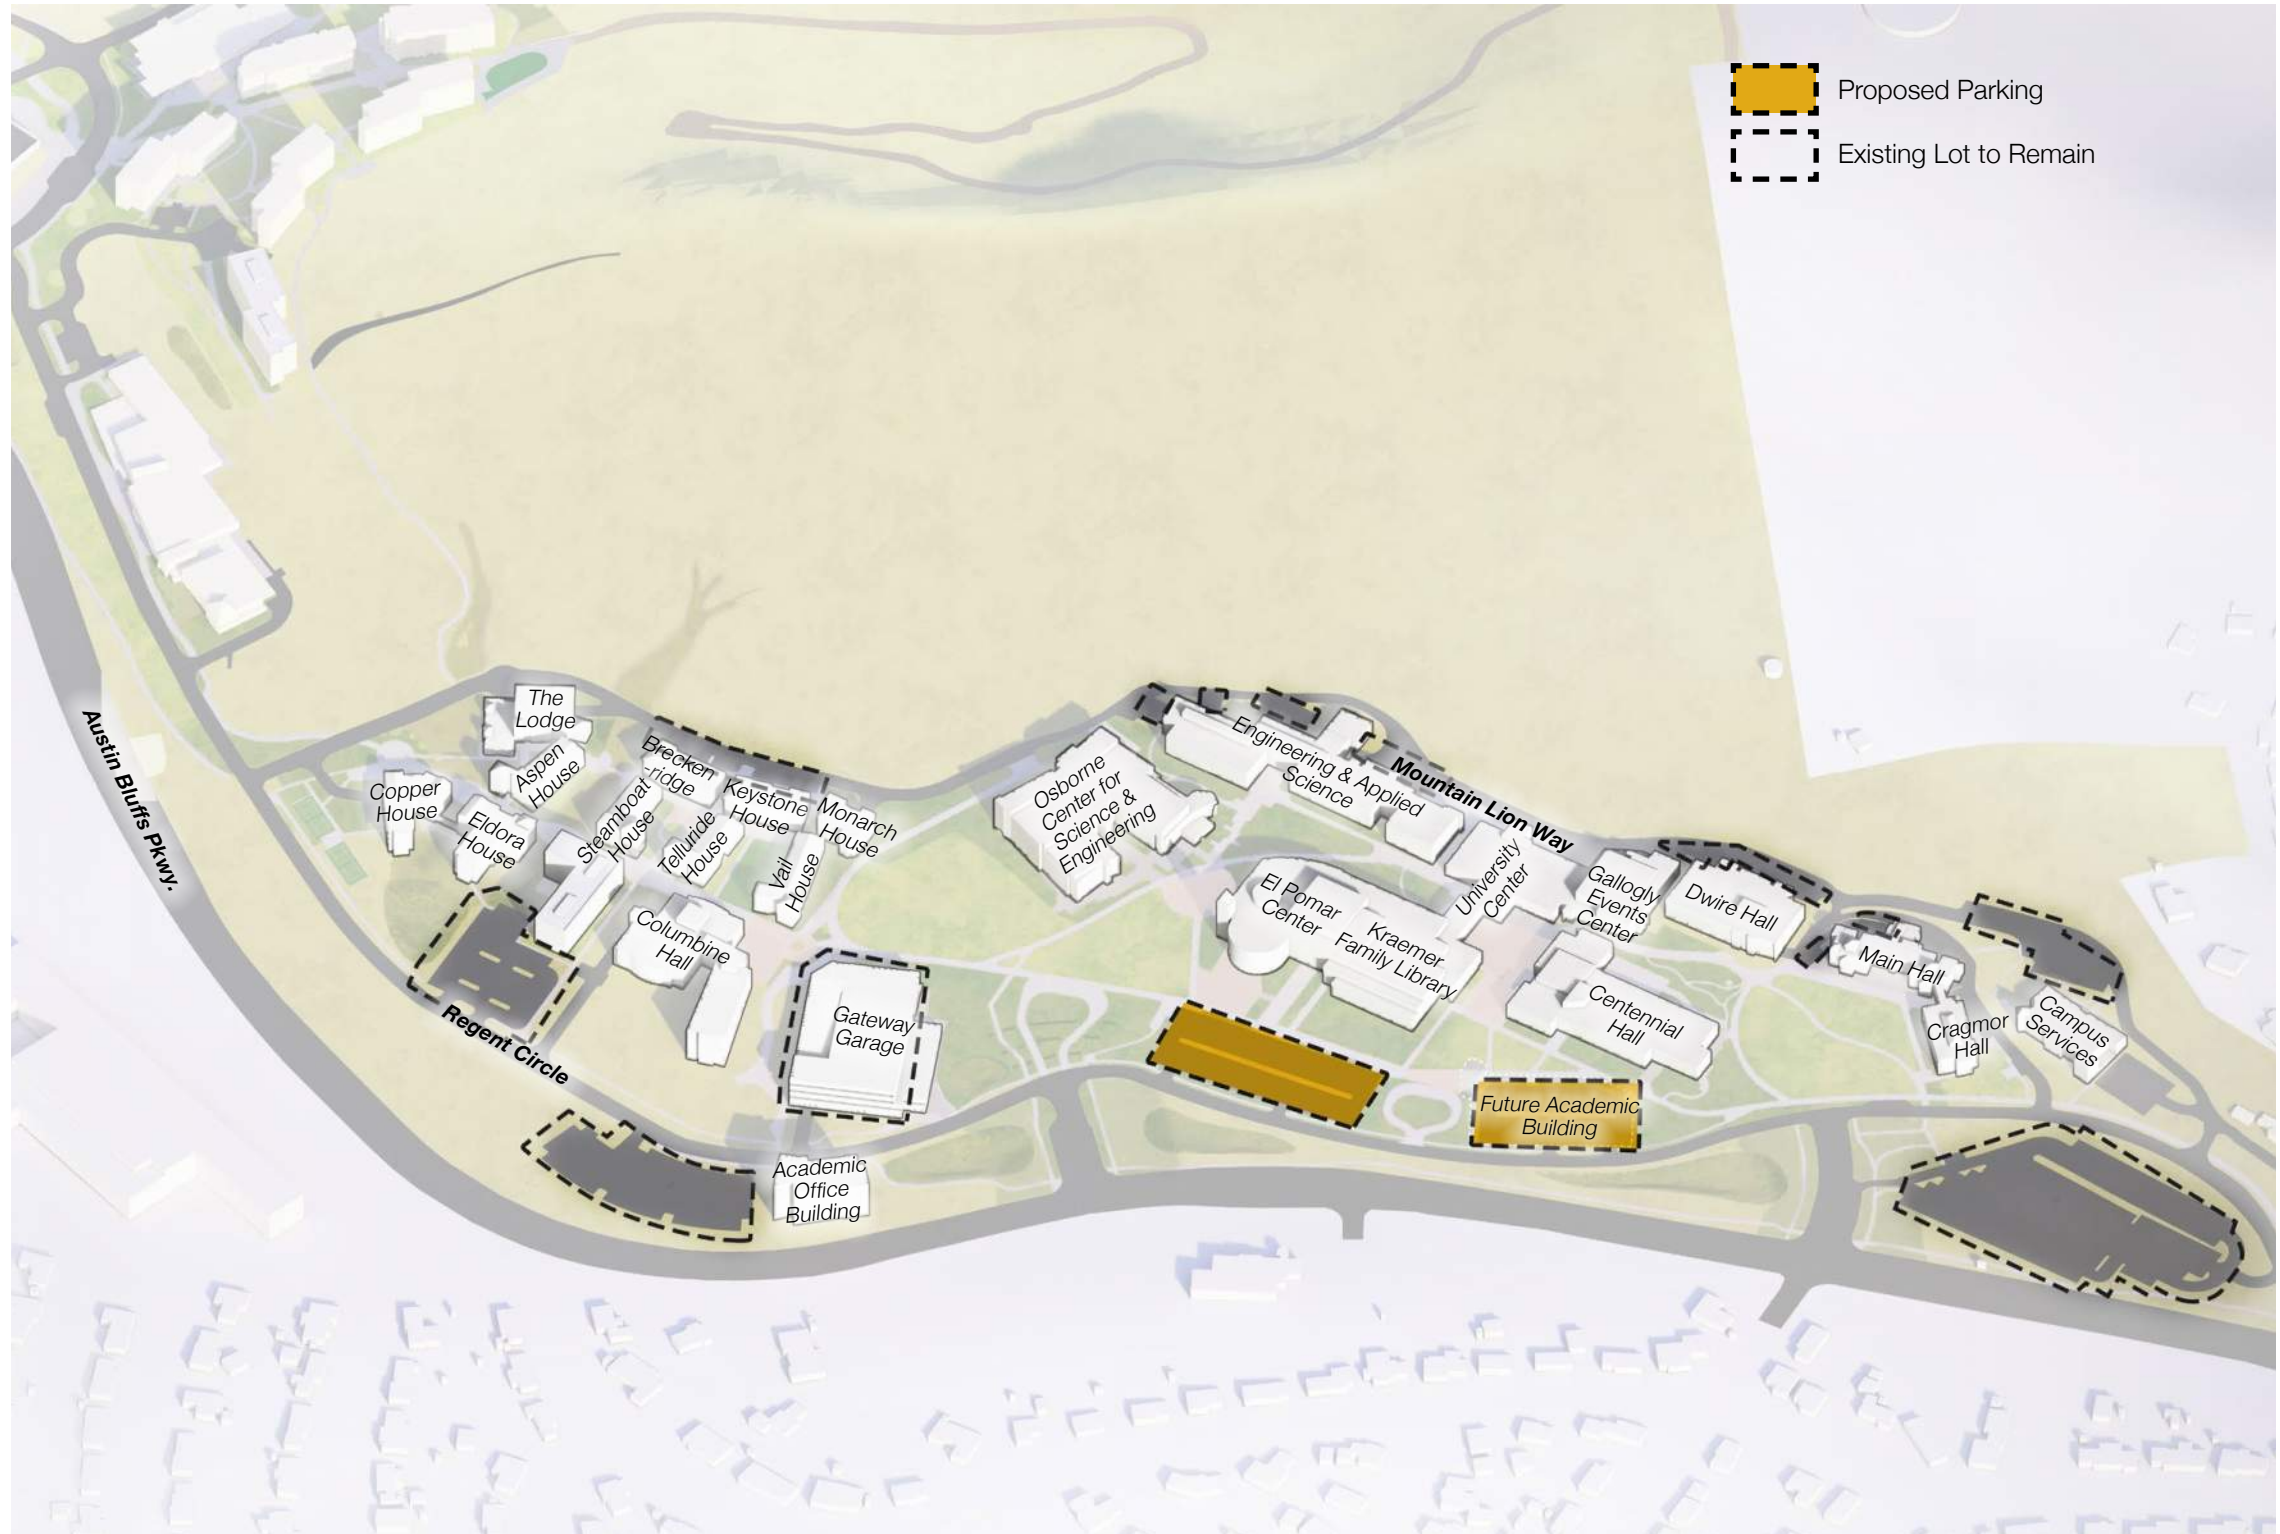 Proposed Parking
Existing Lot to Remain
The
Lodge
Aspen
House
Copper
House
Eldora
House
Brecken
-ridge
Steamboat
House
Keystone
House
Monarch
House
Telluride
House
Vail
House
Columbine
Hall
Gateway
Garage
Academic
Office
Building
Austin Bluffs Pkwy.
Regent Circle
Osborne
Center for
Science &
Engineering
Engineering & Applied
Science
Mountain Lion Way
University
Center
El Pomar
Center
Kraemer
Family Library
Gallogly
Events
Center
Dwire Hall
Main Hall
Centennial
Hall
Cragmor
Hall
Campus
Services
Future Academic
Building